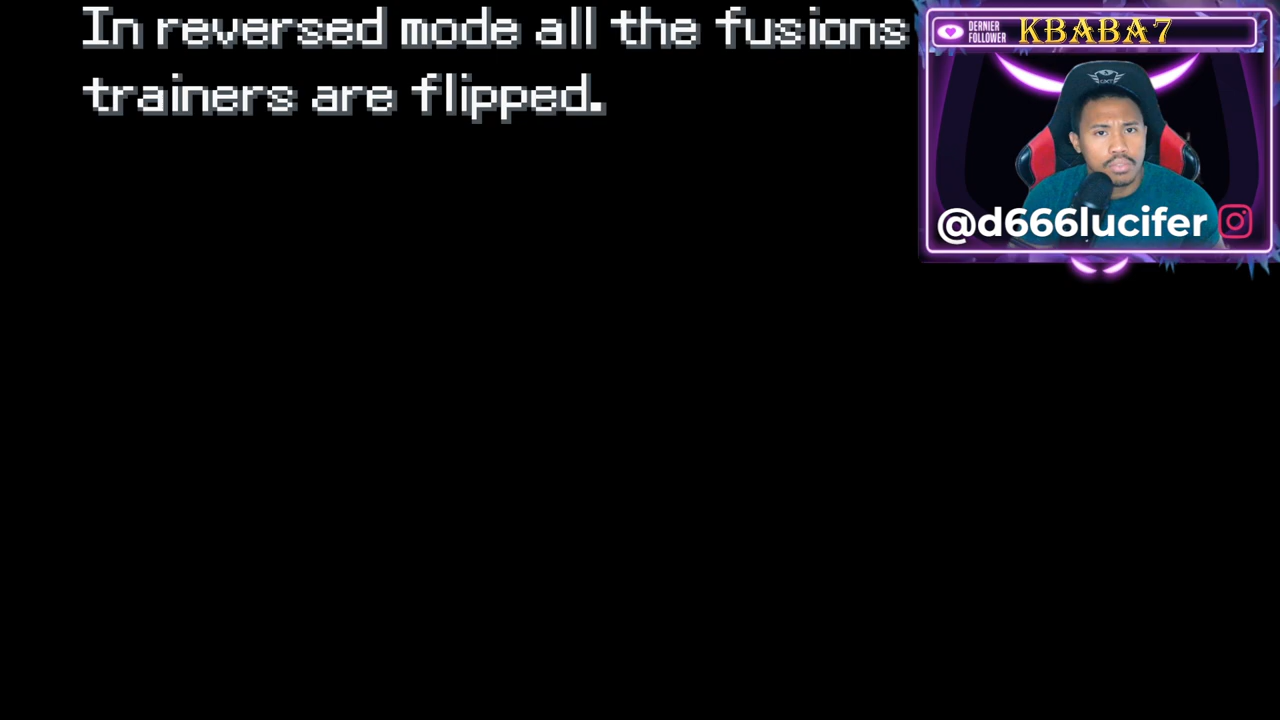 In reversed mode all the fusions
trainers are flipped.
DERNIER
FOLLOWER
KBABA7
@d666lucifer